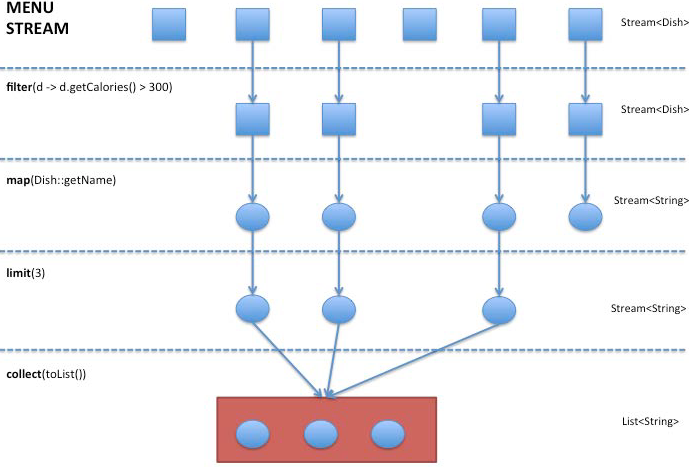 MENU
STREAM
Stream<Dish>
filter(d -> d.getCalories() > 300)
Stream<Dish>
map(Dish::getName)
Stream<String>
limit(3)
Stream<String>
collect(toList())
List<String>